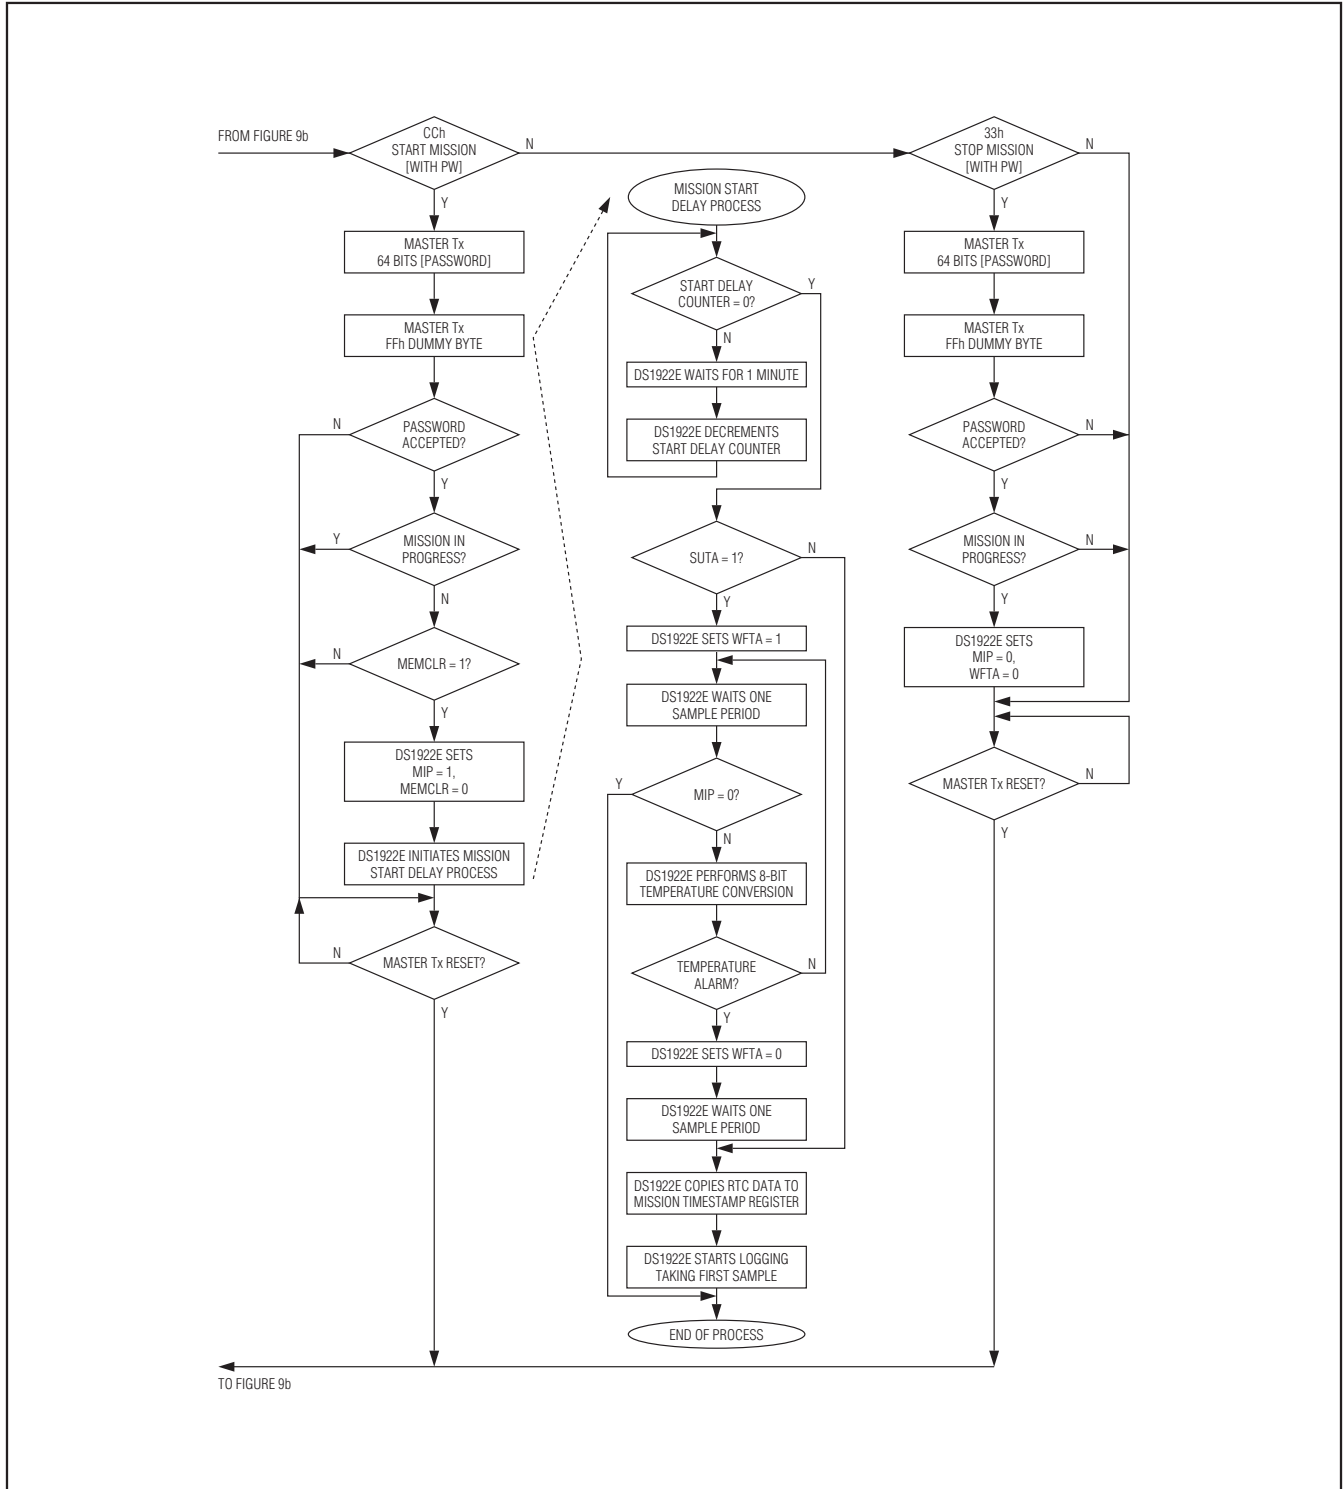 FROM FIGURE 9b
CCh
START MISSION
[WITH PW]
N
Y
MASTER Tx
64 BITS [PASSWORD]
MASTER Tx
FFh DUMMY BYTE
PASSWORD
ACCEPTED?
N
Y
MISSION IN
PROGRESS?
Y
N
MEMCLR = 1?
N
Y
DS1922E SETS
MIP = 1,
MEMCLR = 0
DS1922E INITIATES MISSION
START DELAY PROCESS
MASTER Tx RESET?
N
Y
MISSION START
DELAY PROCESS
START DELAY
COUNTER = 0?
Y
N
DS1922E WAITS FOR 1 MINUTE
DS1922E DECREMENTS
START DELAY COUNTER
SUTA = 1?
N
Y
DS1922E SETS WFTA = 1
DS1922E WAITS ONE
SAMPLE PERIOD
MIP = 0?
Y
N
DS1922E PERFORMS 8-BIT
TEMPERATURE CONVERSION
TEMPERATURE
ALARM?
N
Y
DS1922E SETS WFTA = 0
DS1922E WAITS ONE
SAMPLE PERIOD
DS1922E COPIES RTC DATA TO
MISSION TIMESTAMP REGISTER
DS1922E STARTS LOGGING
TAKING FIRST SAMPLE
END OF PROCESS
33h
STOP MISSION
[WITH PW]
N
Y
MASTER Tx
64 BITS [PASSWORD]
MASTER Tx
FFh DUMMY BYTE
PASSWORD
ACCEPTED?
N
Y
MISSION IN
PROGRESS?
N
Y
DS1922E SETS
MIP = 0,
WFTA = 0
MASTER Tx RESET?
N
Y
TO FIGURE 9b